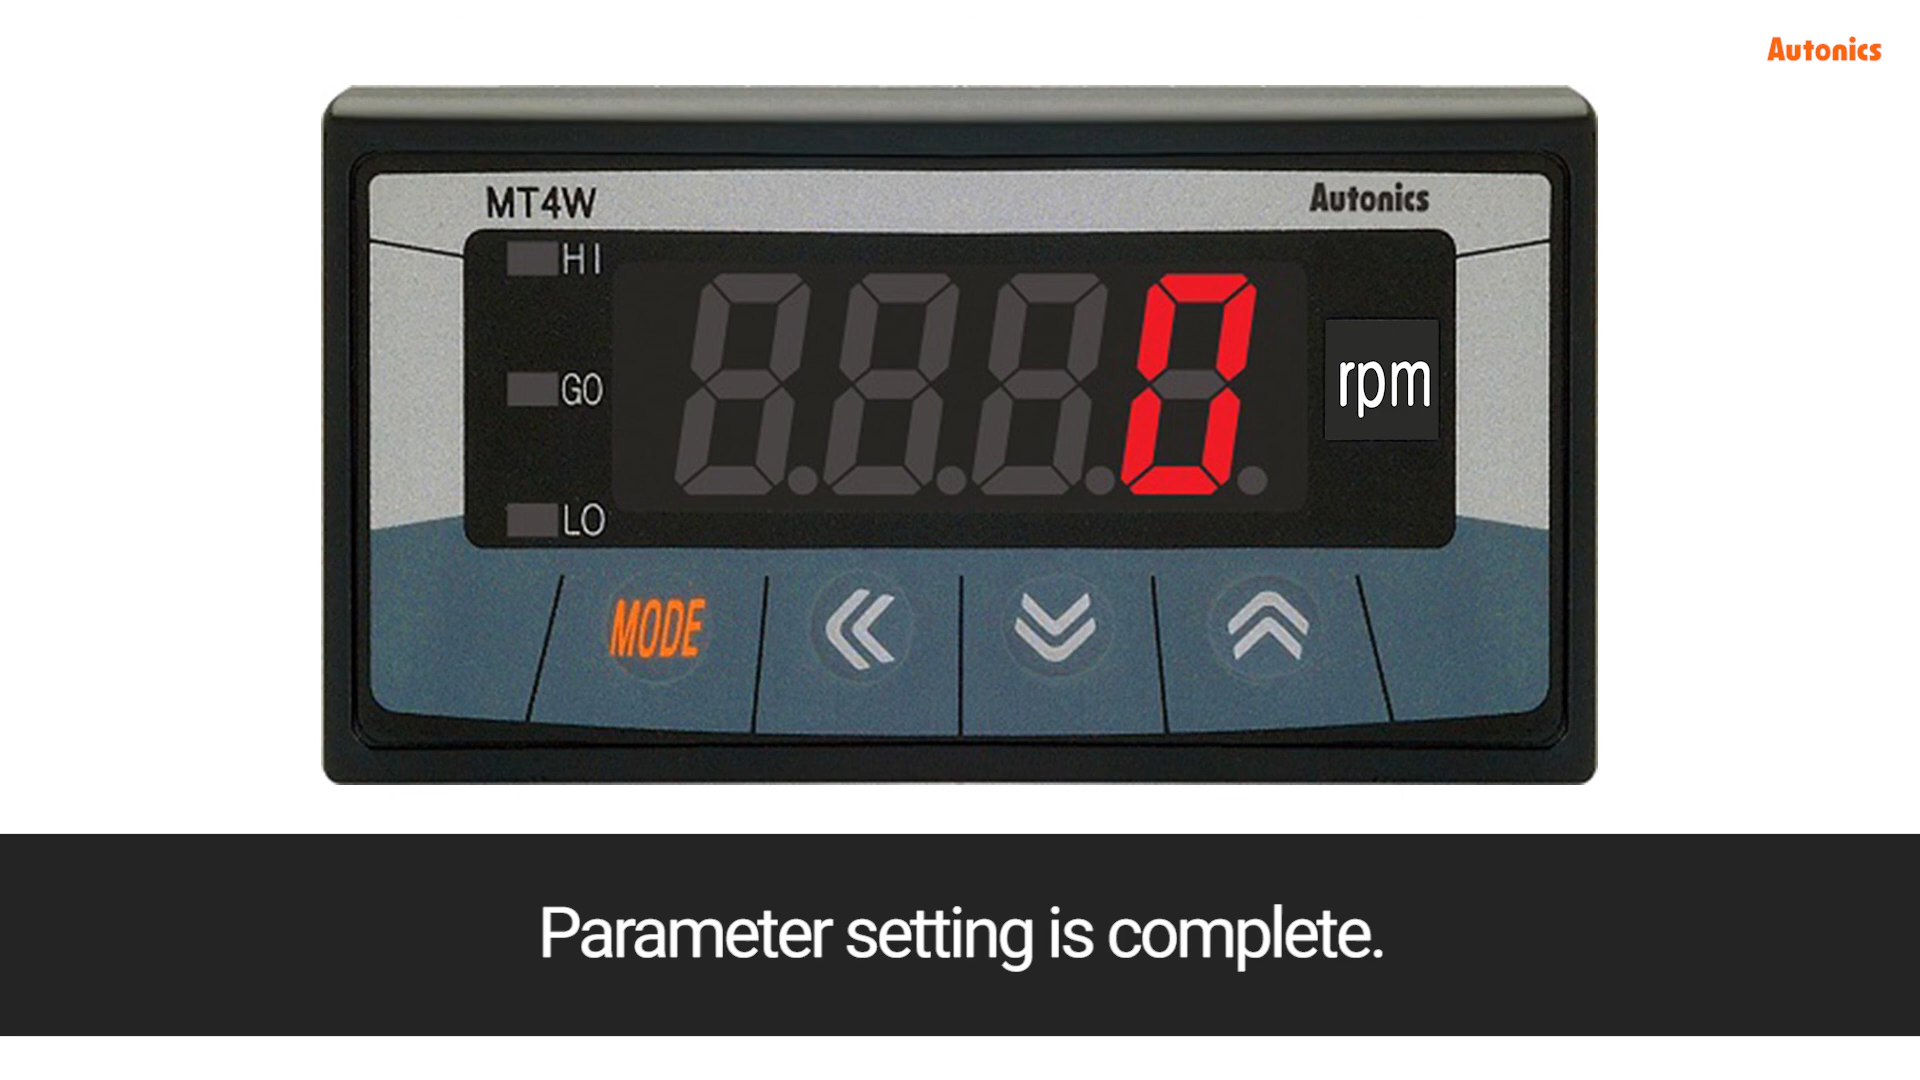 Autonics
MT4W
Autonics
HI
0
rpm
GO
LO
MODE
Parameter setting is complete.